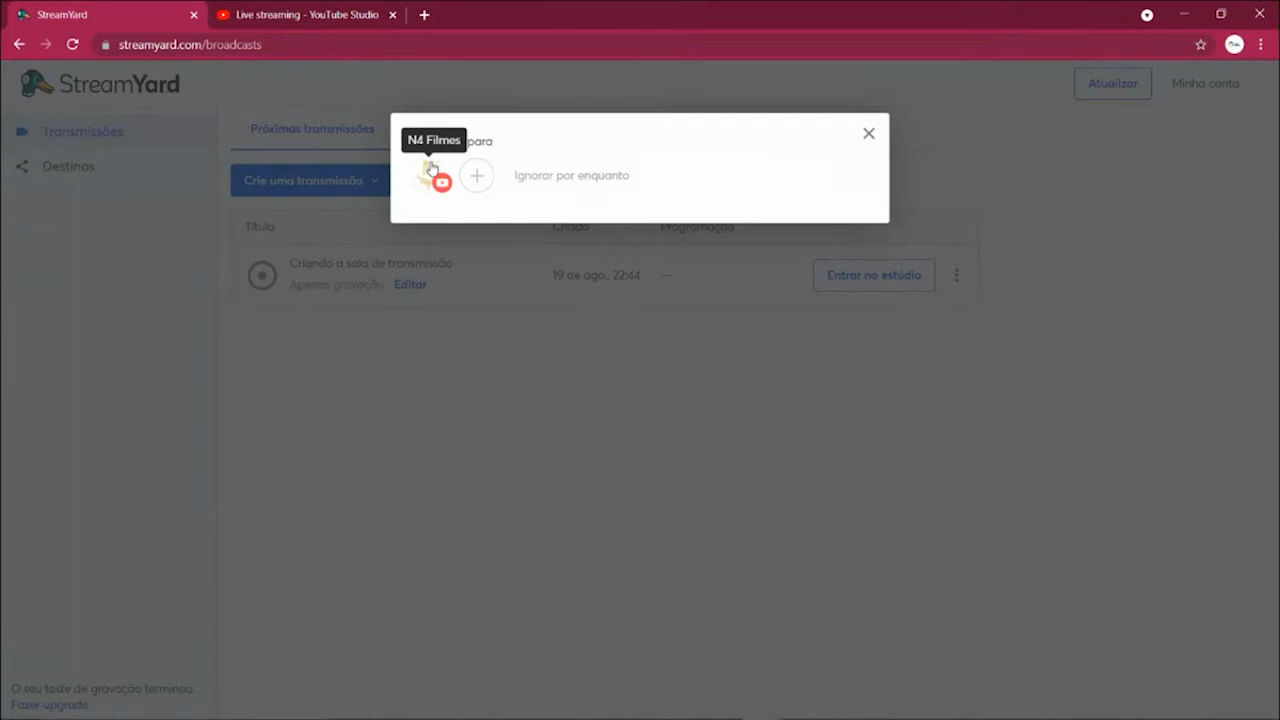 StreamYard
Live streaming - YouTube Studio
streamyard.com/broadcasts
StreamYard
Atualizar
Minha conta
Transmissões
Destinos
Próximas transmissões
N4 Filmes
para
Ignorar por enquanto
Crie uma transmissão
Título
Criado
Programação
Criando a sala de transmissão
Apenas gravação. Editar
19 de ago., 22:44
—
Entrar no estúdio
O seu teste de gravação terminou.
Fazer upgrade